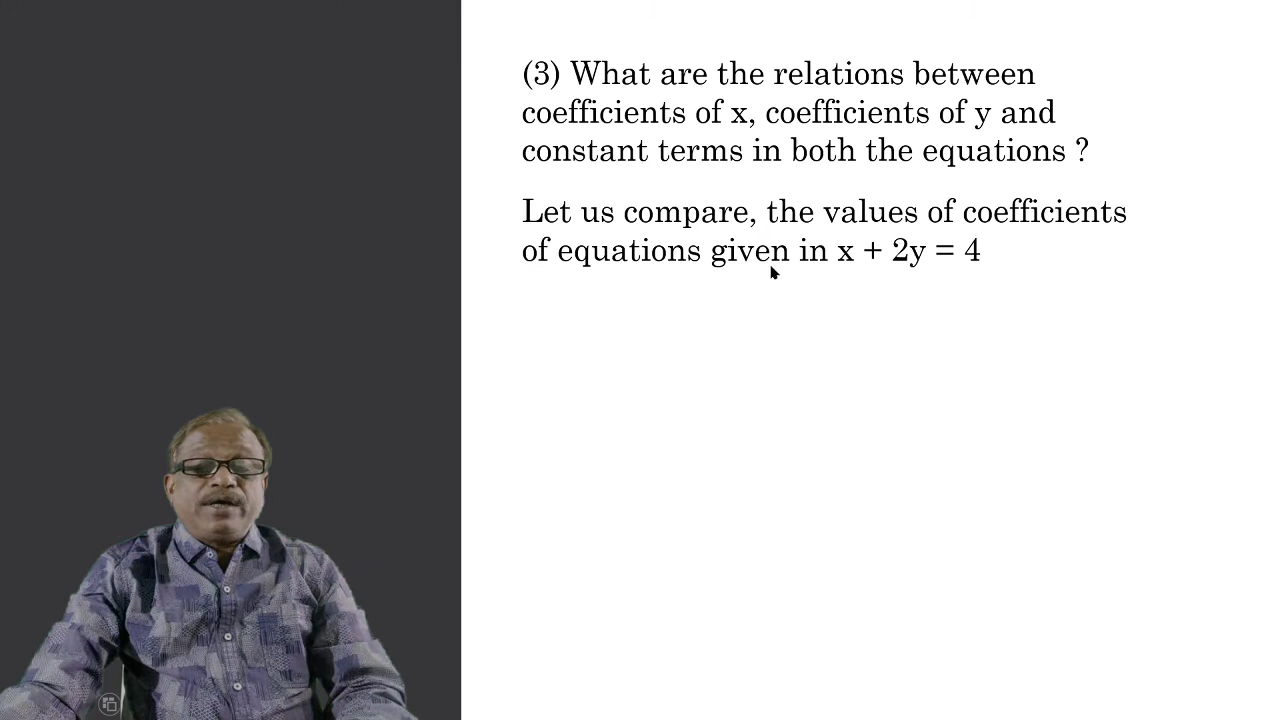 (3) What are the relations between
coefficients of x, coefficients of y and
constant terms in both the equations ?
Let us compare, the values of coefficients
of equations given in x + 2y = 4